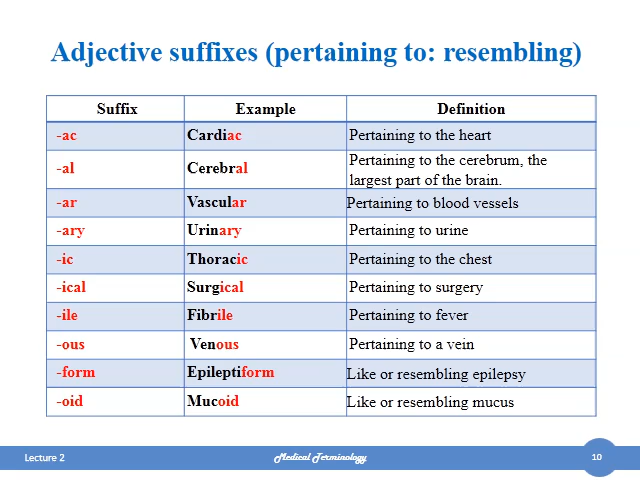 Adjective suffixes (pertaining to: resembling)
Suffix Example Definition
-ac Cardiac Pertaining to the heart
-al Cerebral Pertaining to the cerebrum, the
largest part of the brain.
-ar Vascular Pertaining to blood vessels
-ary Urinary Pertaining to urine
-ic Thoracic Pertaining to the chest
-ical Surgical Pertaining to surgery
-ile Fibrile Pertaining to fever
-ous Venous Pertaining to a vein
-form Epileptiform Like or resembling epilepsy
-oid Mucoid Like or resembling mucus
Lecture 2 Medical Terminology 10